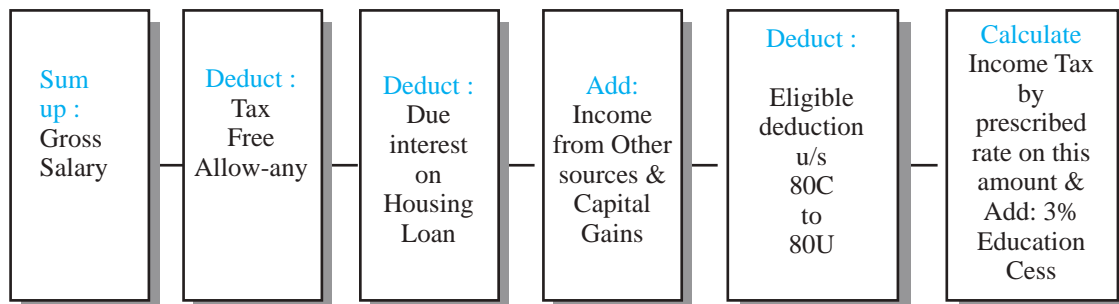 Sum
up :
Gross
Salary
Deduct :
Tax
Free
Allow-any
Deduct :
Due
interest
on
Housing
Loan
Add:
Income
from Other
sources &
Capital
Gains
Deduct :
Eligible
deduction
u/s
80C
to
80U
Calculate
Income Tax
by
prescribed
rate on this
amount &
Add: 3%
Education
Cess